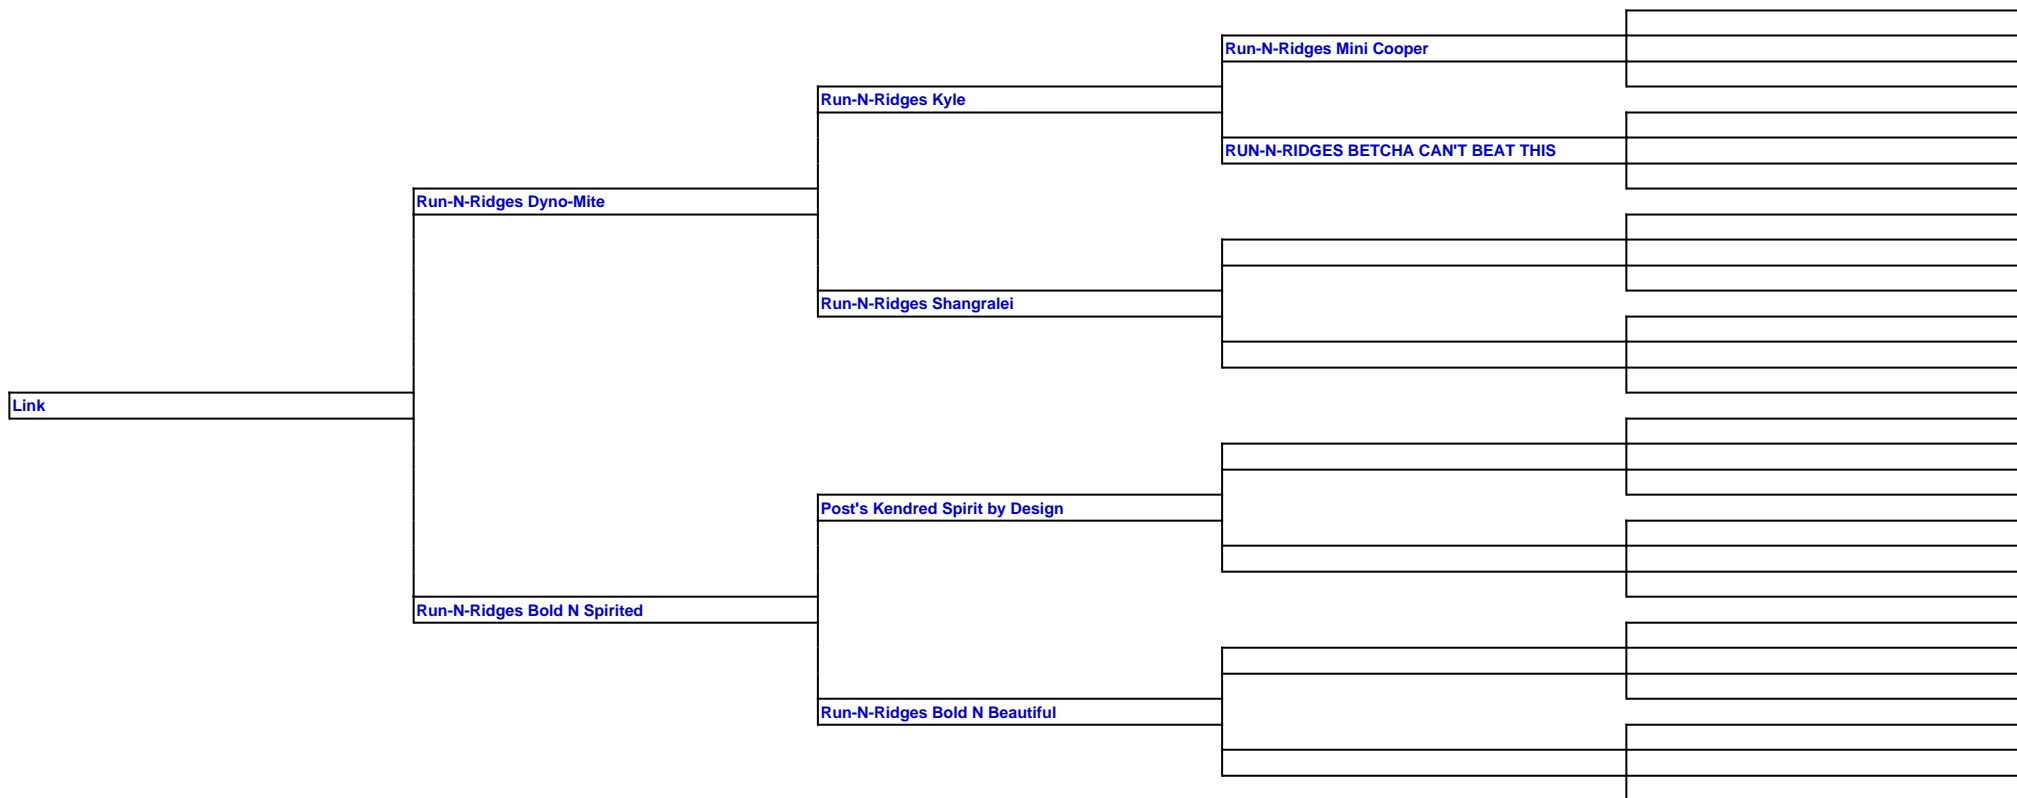 Run-N-Ridges Mini Cooper
Run-N-Ridges Kyle
RUN-N-RIDGES BETCHA CAN'T BEAT THIS
Run-N-Ridges Dyno-Mite
Run-N-Ridges Shangralei
Link
Post's Kendred Spirit by Design
Run-N-Ridges Bold N Spirited
Run-N-Ridges Bold N Beautiful